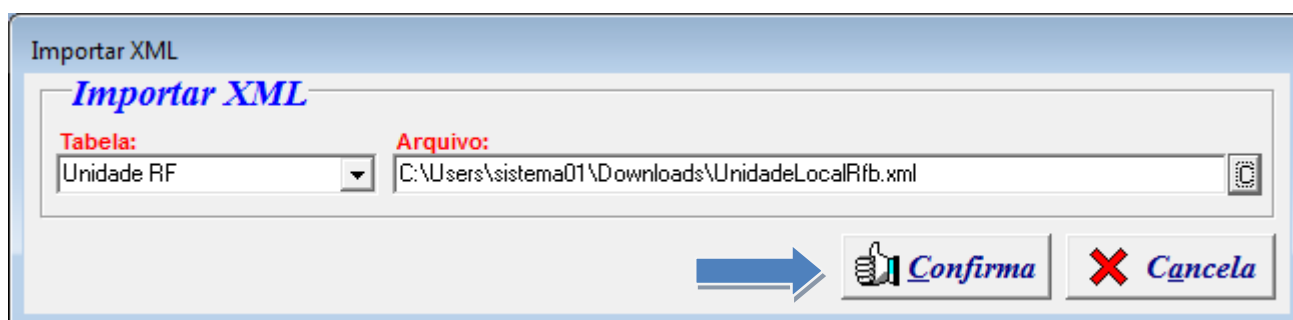 Importar XML
Importar XML
Tabela: Arquivo:
Unidade RF C:\Users\sistema01\Downloads\UnidadeLocalRfb.xml C
Confirma Cancela